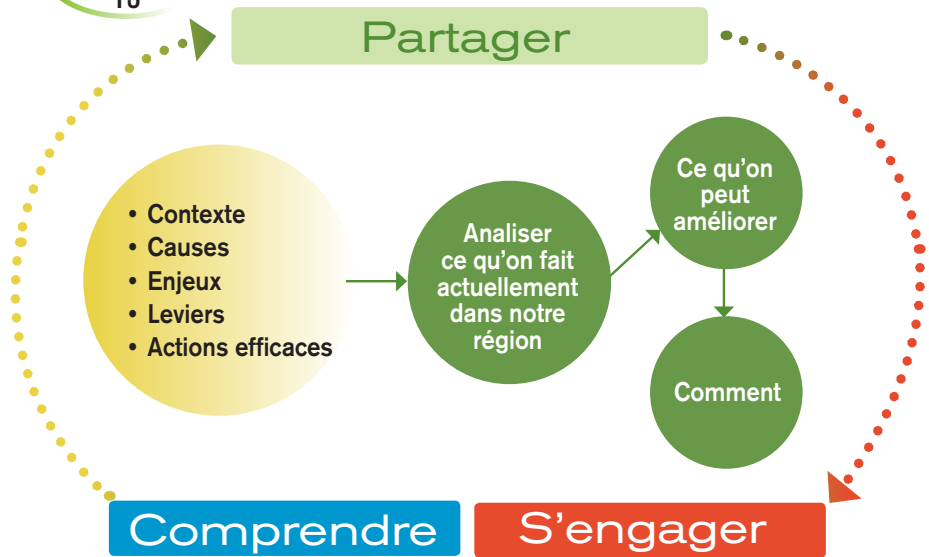 10
Partager
• Contexte
• Causes
• Enjeux
• Leviers
• Actions efficaces
Analiser
ce qu'on fait
actuellement
dans notre
région
Ce qu'on
peut
améliorer
Comment
Comprendre
S'engager